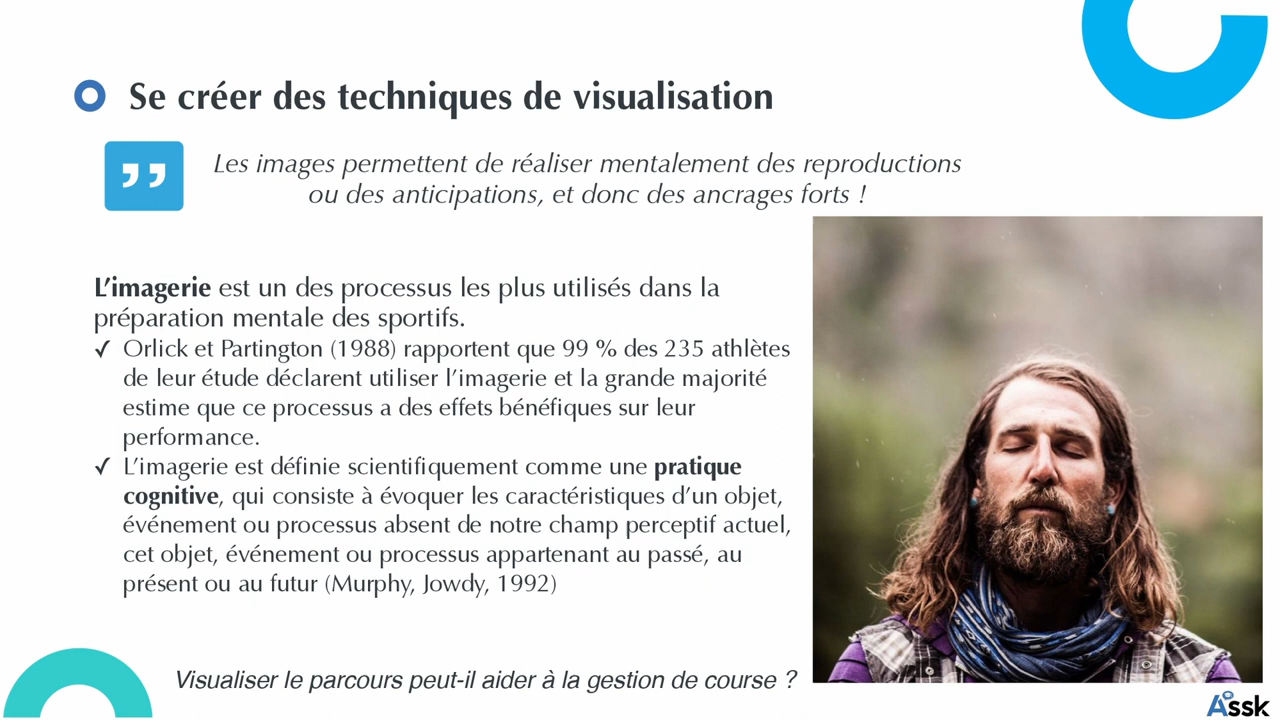 Se créer des techniques de visualisation
Les images permettent de réaliser mentalement des reproductions
ou des anticipations, et donc des ancrages forts !
L’imagerie est un des processus les plus utilisés dans la
préparation mentale des sportifs.
✓ Orlick et Partington (1988) rapportent que 99 % des 235 athlètes
de leur étude déclarent utiliser l’imagerie et la grande majorité
estime que ce processus a des effets bénéfiques sur leur
performance.
✓ L’imagerie est définie scientifiquement comme une pratique
cognitive, qui consiste à évoquer les caractéristiques d’un objet,
événement ou processus absent de notre champ perceptif actuel,
cet objet, événement ou processus appartenant au passé, au
présent ou au futur (Murphy, Jowdy, 1992)
Visualiser le parcours peut-il aider à la gestion de course ?
Assk